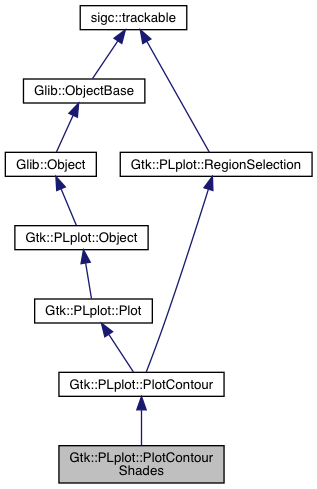 sigc::trackable
Glib::ObjectBase
Glib::Object
Gtk::PLplot::RegionSelection
Gtk::PLplot::Object
Gtk::PLplot::Plot
Gtk::PLplot::PlotContour
Gtk::PLplot::PlotContour
Shades